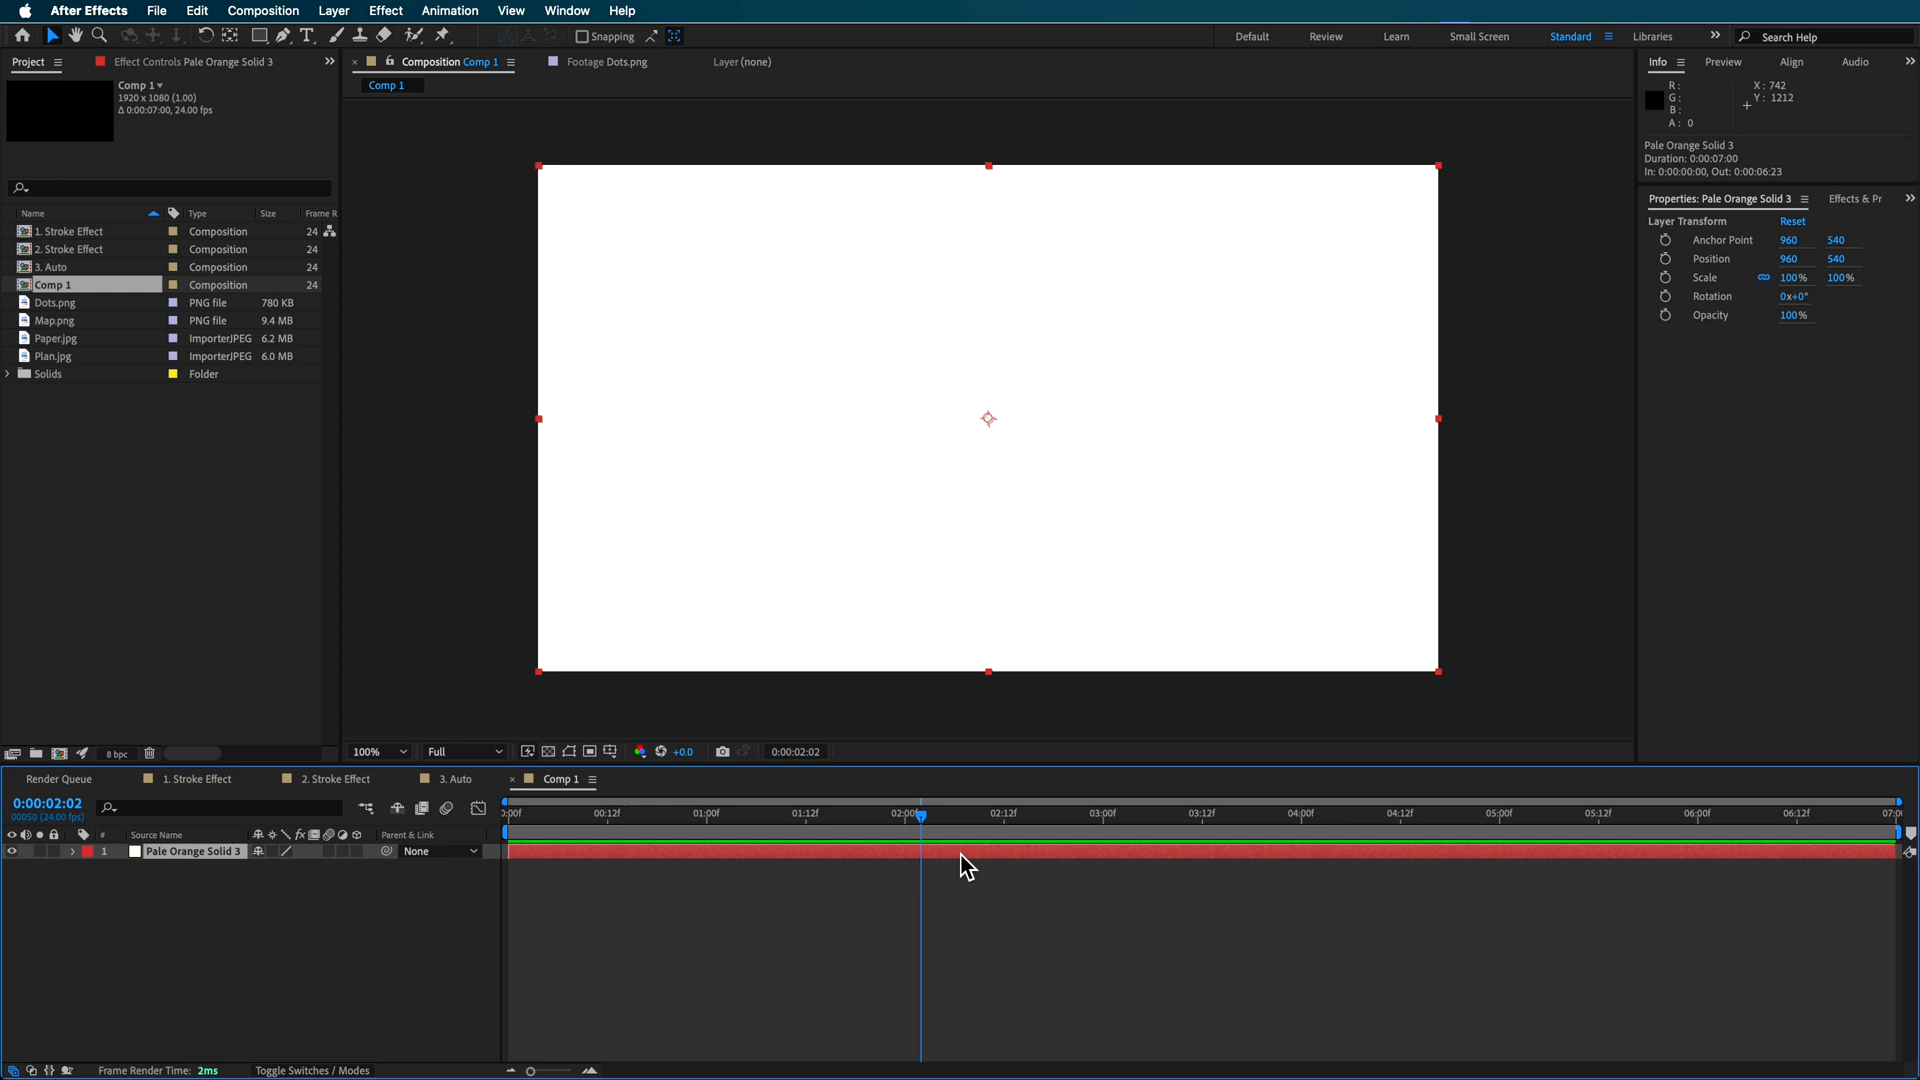 After Effects File Edit Composition Layer Effect Animation View Window Help
Snapping Default Review Learn Small Screen Standard Libraries Search Help
Project Effect Controls Pale Orange Solid 3 Composition Comp 1 Footage Dots.png Layer (none) Info Preview Align Audio
Comp 1
1920 x 1080 (1.00)
Δ 0:00:07:00, 24.00 fps
Comp 1
R:
G:
B:
A: 0
X: 742
Y: 1212
Pale Orange Solid 3
Duration: 0:00:07:00
In: 0:00:00:00, Out: 0:00:06:23
Name Type Size Frame R
1. Stroke Effect Composition 24
2. Stroke Effect Composition 24
3. Auto Composition 24
Comp 1 Composition 24
Dots.png PNG file 780 KB
Map.png PNG file 9.4 MB
Paper.jpg ImporterJPEG 6.2 MB
Plan.jpg ImporterJPEG 6.0 MB
Solids Folder
Properties: Pale Orange Solid 3 Effects & Pr
Layer Transform Reset
Anchor Point 960 540
Position 960 540
Scale 100% 100%
Rotation 0x+0°
Opacity 100%
8 bpc 100% Full +0.0 0:00:02:02
Render Queue 1. Stroke Effect 2. Stroke Effect 3. Auto Comp 1
0:00:02:02
00050 (24.00 fps)
:00f 00:12f 01:00f 01:12f 02:00f 02:12f 03:00f 03:12f 04:00f 04:12f 05:00f 05:12f 06:00f 06:12f 07:00
# Source Name fx Parent & Link
1 Pale Orange Solid 3 None
Frame Render Time: 2ms Toggle Switches / Modes